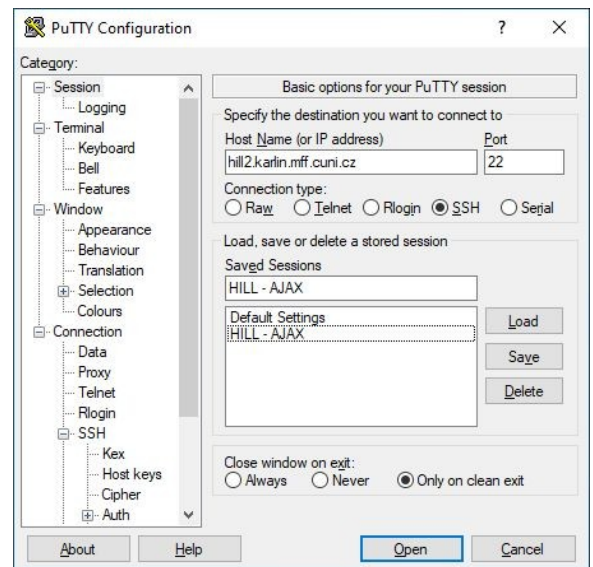 PuTTY Configuration
?
Category:
Session
Logging
Terminal
Keyboard
Bell
Features
Window
Appearance
Behaviour
Translation
Selection
Colours
Connection
Data
Proxy
Telnet
Rlogin
SSH
Kex
Host keys
Cipher
Auth
Basic options for your PuTTY session
Specify the destination you want to connect to
Host Name (or IP address) Port
hill2.karlin.mff.cuni.cz 22
Connection type:
Raw Telnet Rlogin SSH Serial
Load, save or delete a stored session
Saved Sessions
HILL - AJAX
Default Settings
HILL - AJAX
Load
Save
Delete
Close window on exit:
Always Never Only on clean exit
About Help Open Cancel